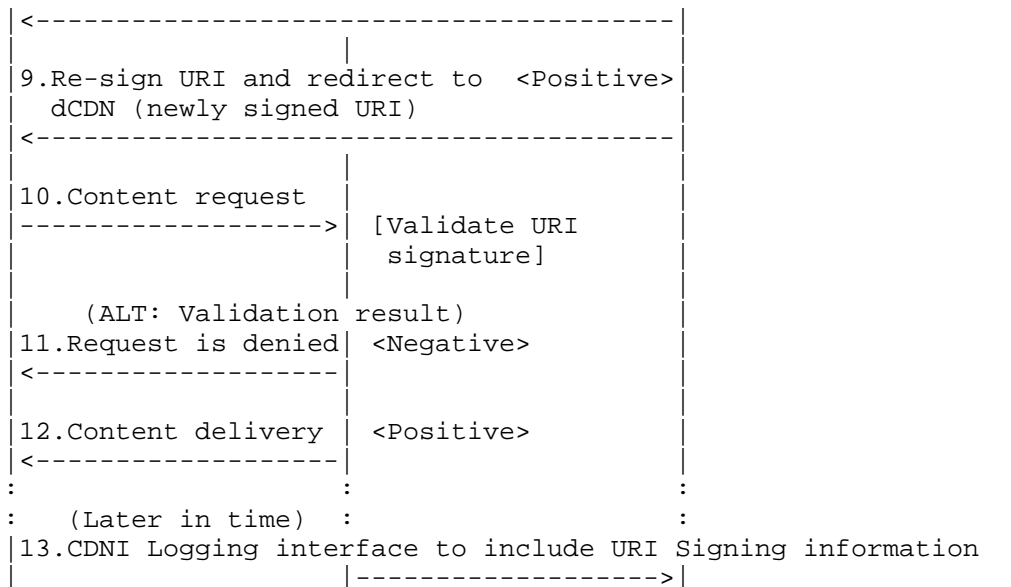 |<----------------------------------------|
|                    |                    |
|9.Re-sign URI and redirect to  <Positive>|
|  dCDN (newly signed URI)                |
|<----------------------------------------|
|                    |                    |
|10.Content request  |                    |
|------------------->| [Validate URI      |
|                    |  signature]        |
|                    |                    |
|    (ALT: Validation result)             |
|11.Request is denied| <Negative>         |
|<-------------------|                    |
|                    |                    |
|12.Content delivery | <Positive>         |
|<-------------------|                    |
:                    :                    :
:   (Later in time)  :                    :
|13.CDNI Logging interface to include URI Signing information
|                    |------------------->|